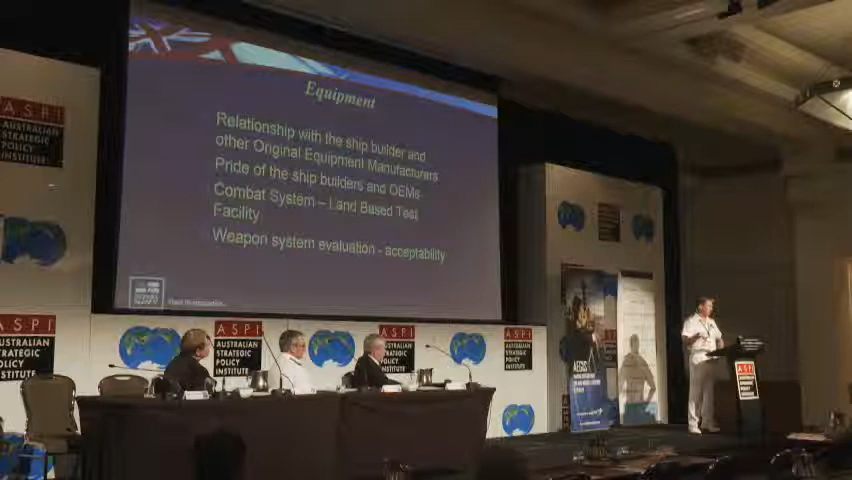 Equipment
Relationship with the ship builder and
other Original Equipment Manufacturers
Pride of the ship builders and OEMs
Combat System – Land Based Test
Facility
Weapon system evaluation - acceptability
ASPI
AUSTRALIAN
STRATEGIC
POLICY
INSTITUTE
ASPI
AUSTRALIAN
STRATEGIC
POLICY
INSTITUTE
ASPI
AUSTRALIAN
STRATEGIC
POLICY
INSTITUTE
ASPI
AUSTRALIAN
STRATEGIC
POLICY
INSTITUTE
ASPI
AUSTRALIAN
STRATEGIC
POLICY
INSTITUTE
ASPI